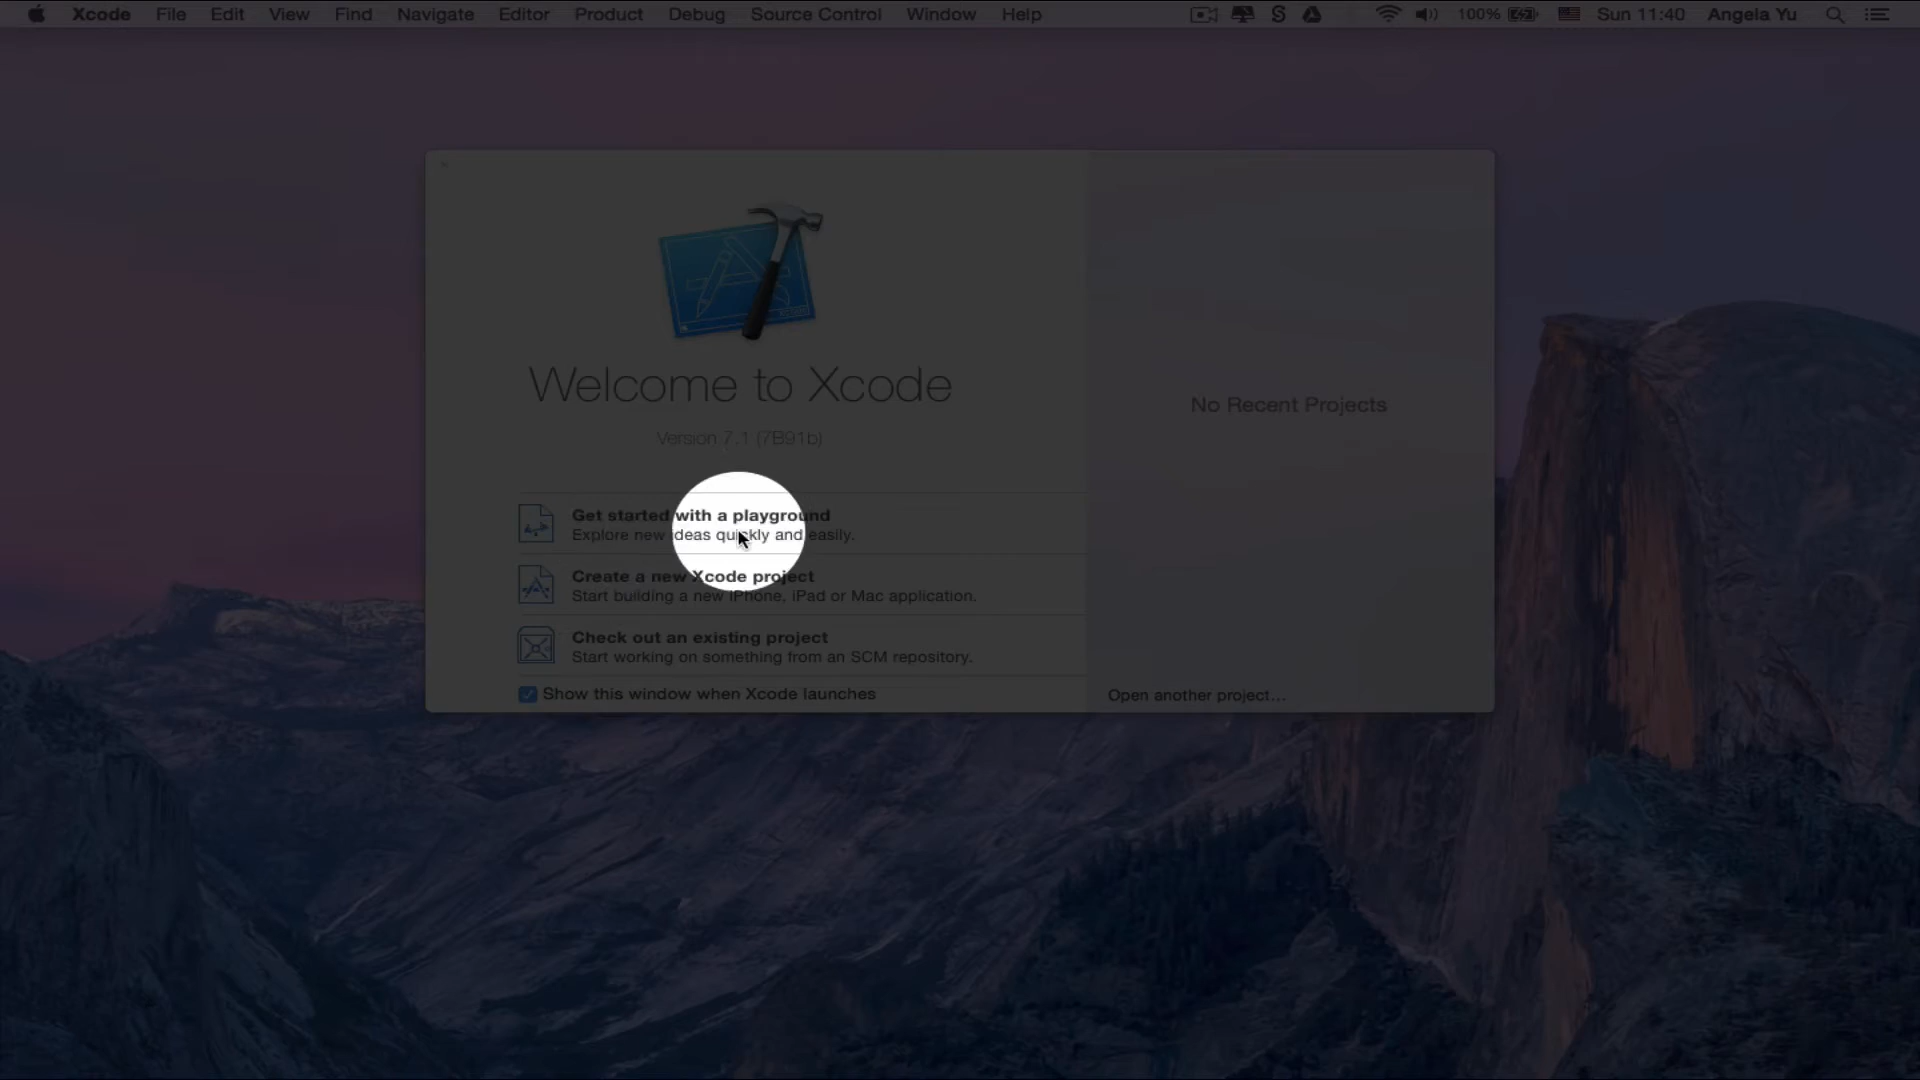 Xcode File Edit View Find Navigate Editor Product Debug Source Control Window Help 100% Sun 11:40 Angela Yu
Welcome to Xcode
Version 7.1 (7B91b)
Get started with a playground
Explore new ideas quickly and easily.
Create a new Xcode project
Start building a new iPhone, iPad or Mac application.
Check out an existing project
Start working on something from an SCM repository.
Show this window when Xcode launches
No Recent Projects
Open another project...